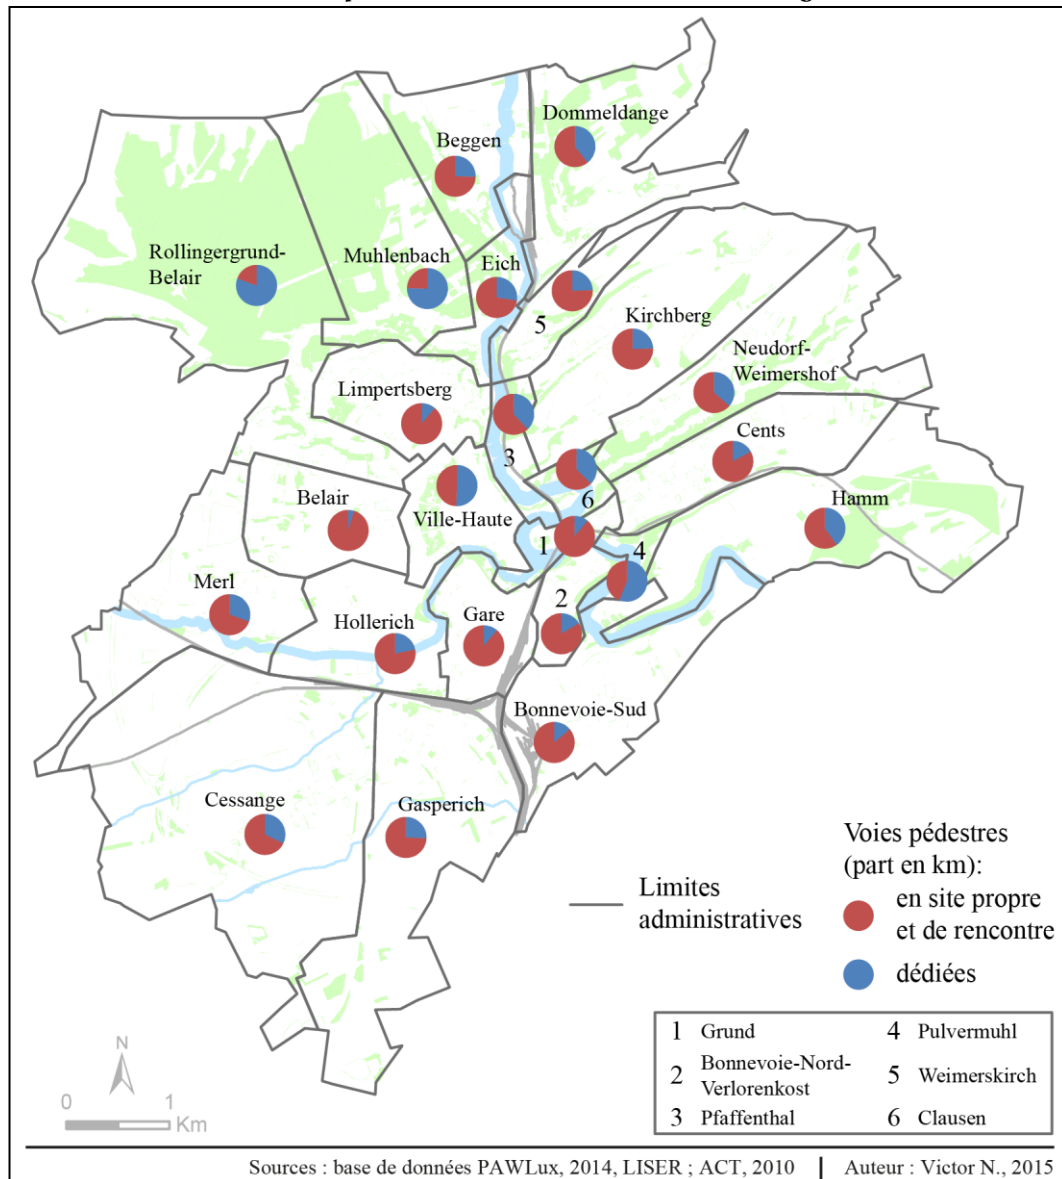 Dommeldange
Beggen
Rollingergrund-
Belair
Muhlenbach
Eich
5
Kirchberg
Neudorf-
Weimershof
Limpertsberg
Cents
3
Belair
Ville-Haute
6
Hamm
1
4
Merl
2
Hollerich
Gare
Bonnevoie-Sud
Cessange
Gasperich
Voies pédestres
(part en km):
en site propre
et de rencontre
dédiées
Limites
administratives
1 Grund
2 Bonnevoie-Nord-
Verlorenkost
3 Pfaffenthal
4 Pulvermuhl
5 Weimerskirch
6 Clausen
N
0 1
Km
Sources : base de données PAWLux, 2014, LISER ; ACT, 2010 | Auteur : Victor N., 2015